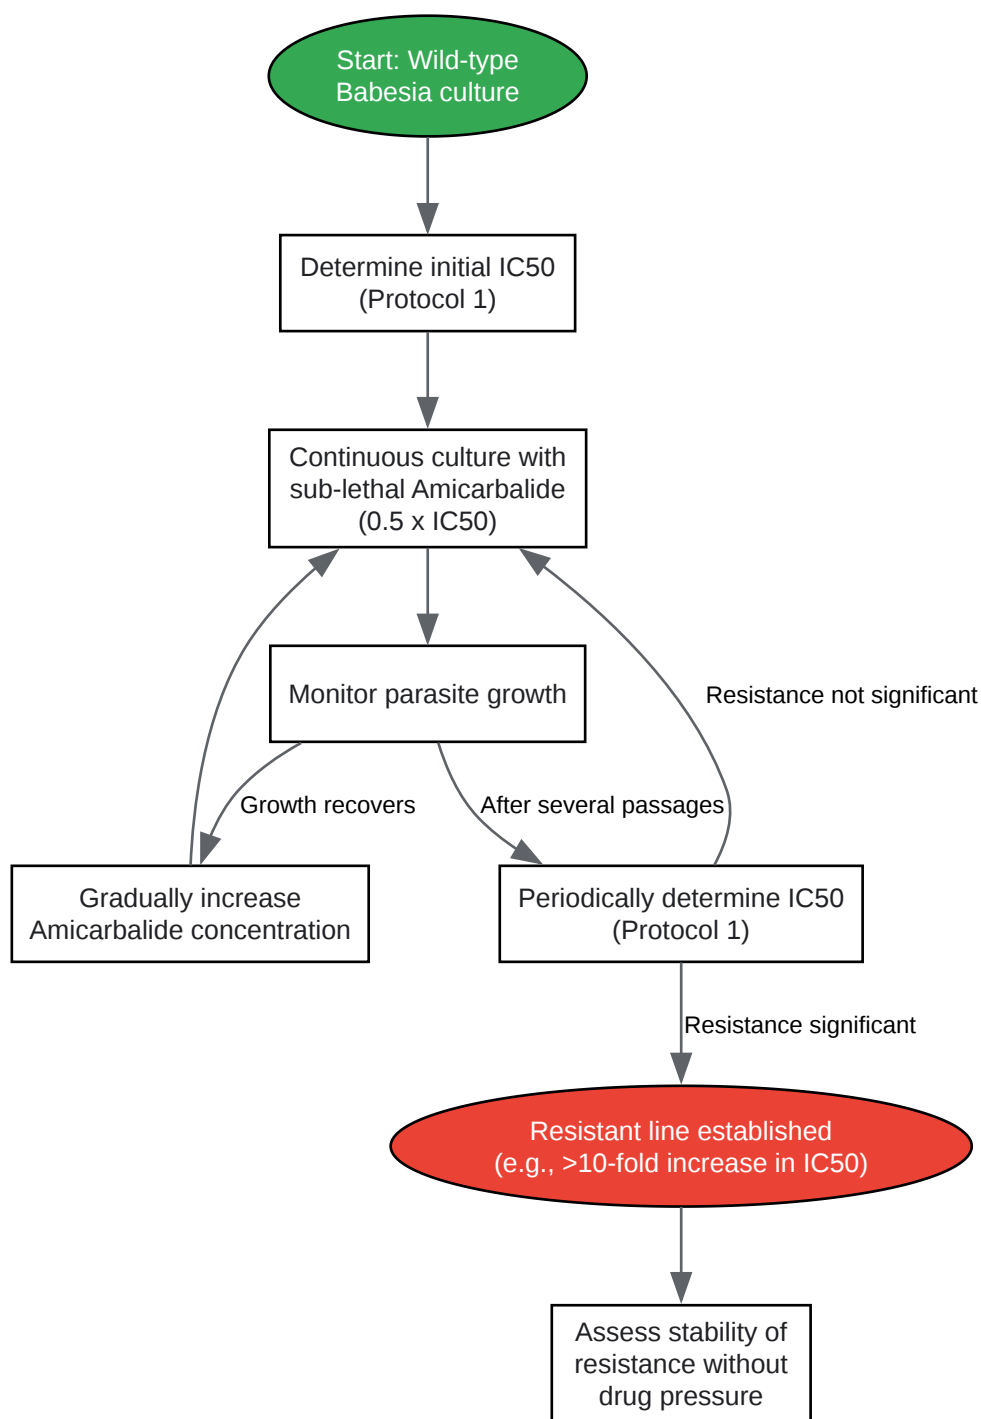 Start: Wild-type
Babesia culture
Determine initial IC50
(Protocol 1)
Continuous culture with
sub-lethal Amicarbalide
(0.5 x IC50)
Monitor parasite growth
Resistance not significant
Growth recovers
After several passages
Gradually increase
Amicarbalide concentration
Periodically determine IC50
(Protocol 1)
Resistance significant
Resistant line established
(e.g., >10-fold increase in IC50)
Assess stability of
resistance without
drug pressure